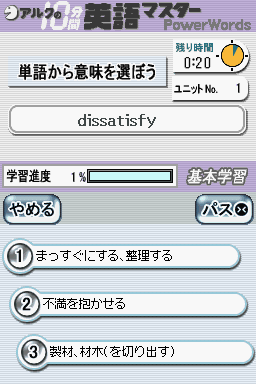 アルクの10分間英語マスター
PowerWords
単語から意味を選ぼう
残り時間
0:20
ユニットNo. 1
dissatisfy
学習進度 1%
基本学習
やめる
パス
1 まっすぐにする、整理する
2 不満を抱かせる
3 製材、材木(を切り出す)